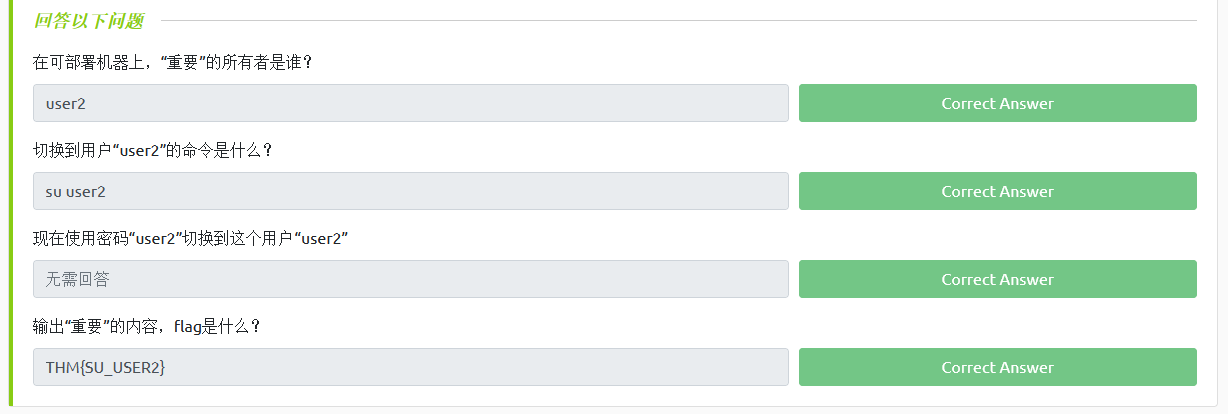 回答以下问题
在可部署机器上，“重要”的所有者是谁？
user2
Correct Answer
切换到用户“user2”的命令是什么？
su user2
Correct Answer
现在使用密码“user2”切换到这个用户“user2”
无需回答
Correct Answer
输出“重要”的内容，flag是什么？
THM{SU_USER2}
Correct Answer